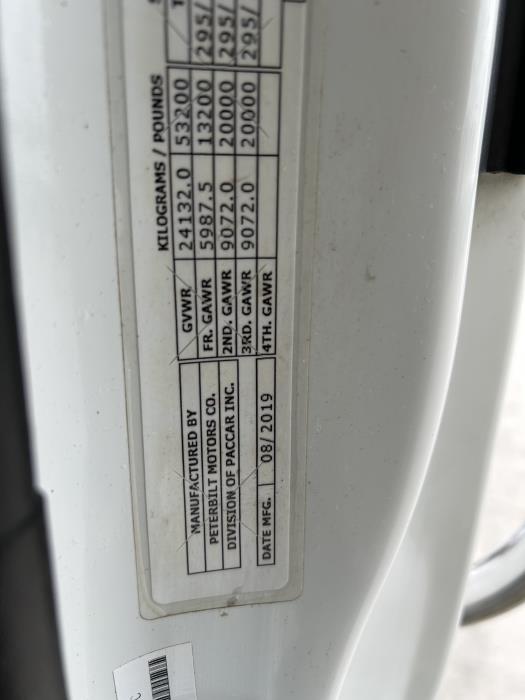 MANUFACTURED BY
PETERBILT MOTORS CO.
DIVISION OF PACCAR INC.
DATE MFG. 08/2019
KILOGRAMS / POUNDS
GVWR 24132.0 53200
FR. GAWR 5987.5 13200 295/
2ND. GAWR 9072.0 20000 295/
3RD. GAWR 9072.0 20000 295/
4TH. GAWR